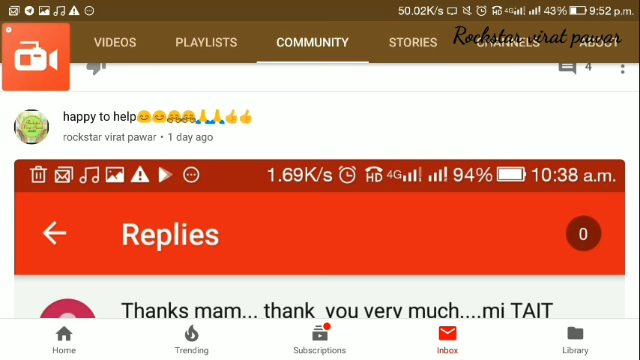 50.02K/s HD 4G 43% 9:52 p.m.
VIDEOS PLAYLISTS COMMUNITY STORIES CHANNELS ABOUT
Rockstar virat pawar
4
happy to help😊😊🙏🙏👍👍
rockstar virat pawar • 1 day ago
1.69K/s HD 4G 94% 10:38 a.m.
Replies 0
Thanks mam... thank you very much....mi TAIT
Home Trending Subscriptions Inbox Library